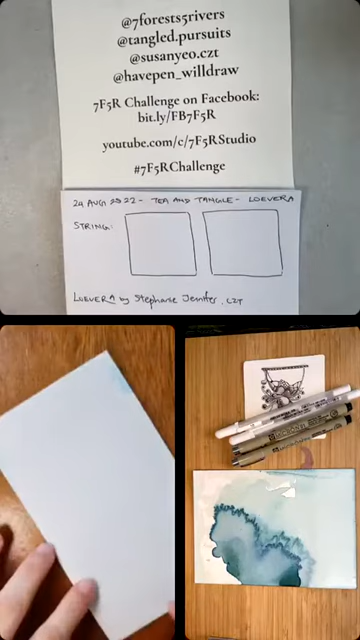 @7forests5rivers
@tangled.pursuits
@susanyeo.czt
@havepen_willdraw
7F5R Challenge on Facebook:
bit.ly/FB7F5R
youtube.com/c/7F5RStudio
#7F5RChallenge
24 AUG 2022 - TEA AND TANGLE - LOEVERA
STRING:
LOEVERA by Stephanie Jennifer, CZT